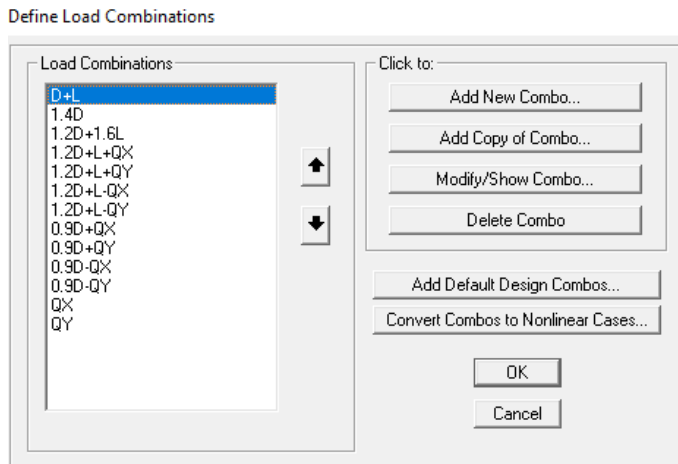 Define Load Combinations
Load Combinations
D+L
1.4D
1.2D+1.6L
1.2D+L+QX
1.2D+L+QY
1.2D+L-QX
1.2D+L-QY
0.9D+QX
0.9D+QY
0.9D-QX
0.9D-QY
QX
QY
Click to:
Add New Combo...
Add Copy of Combo...
Modify/Show Combo...
Delete Combo
Add Default Design Combos...
Convert Combos to Nonlinear Cases...
OK
Cancel